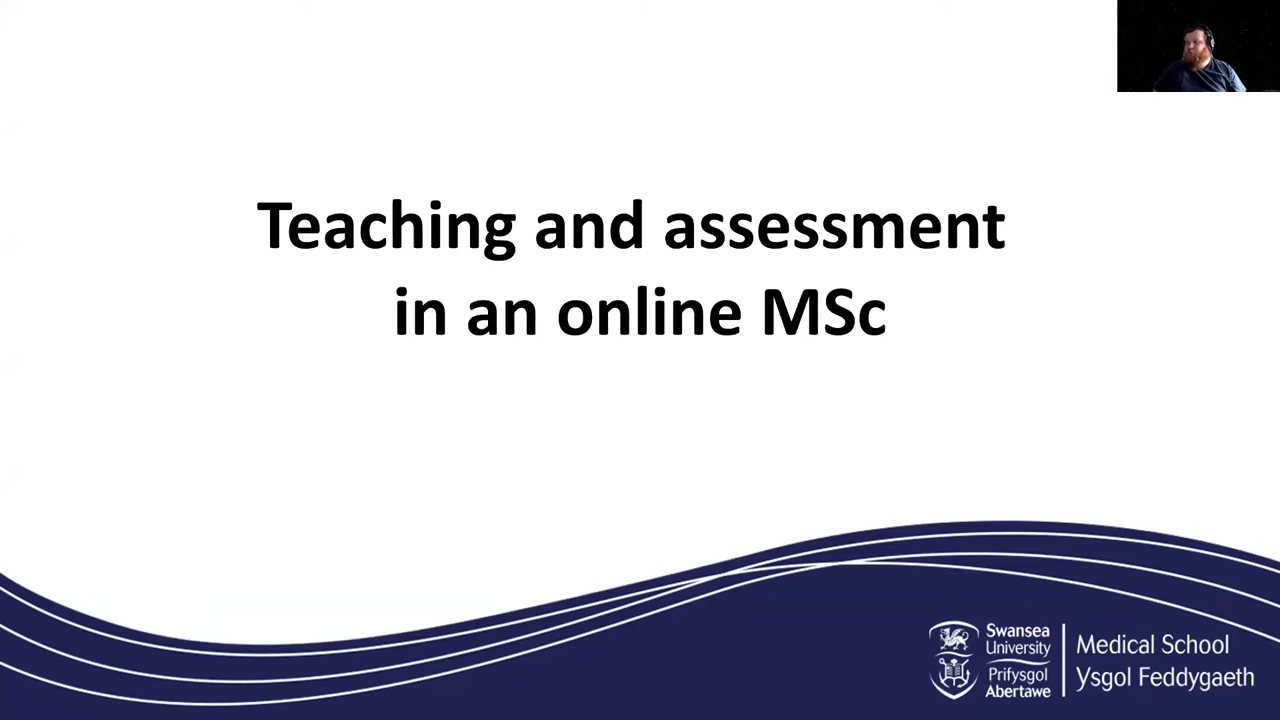 Teaching and assessment
in an online MSc
Swansea
University
Prifysgol
Abertawe
Medical School
Ysgol Feddygaeth